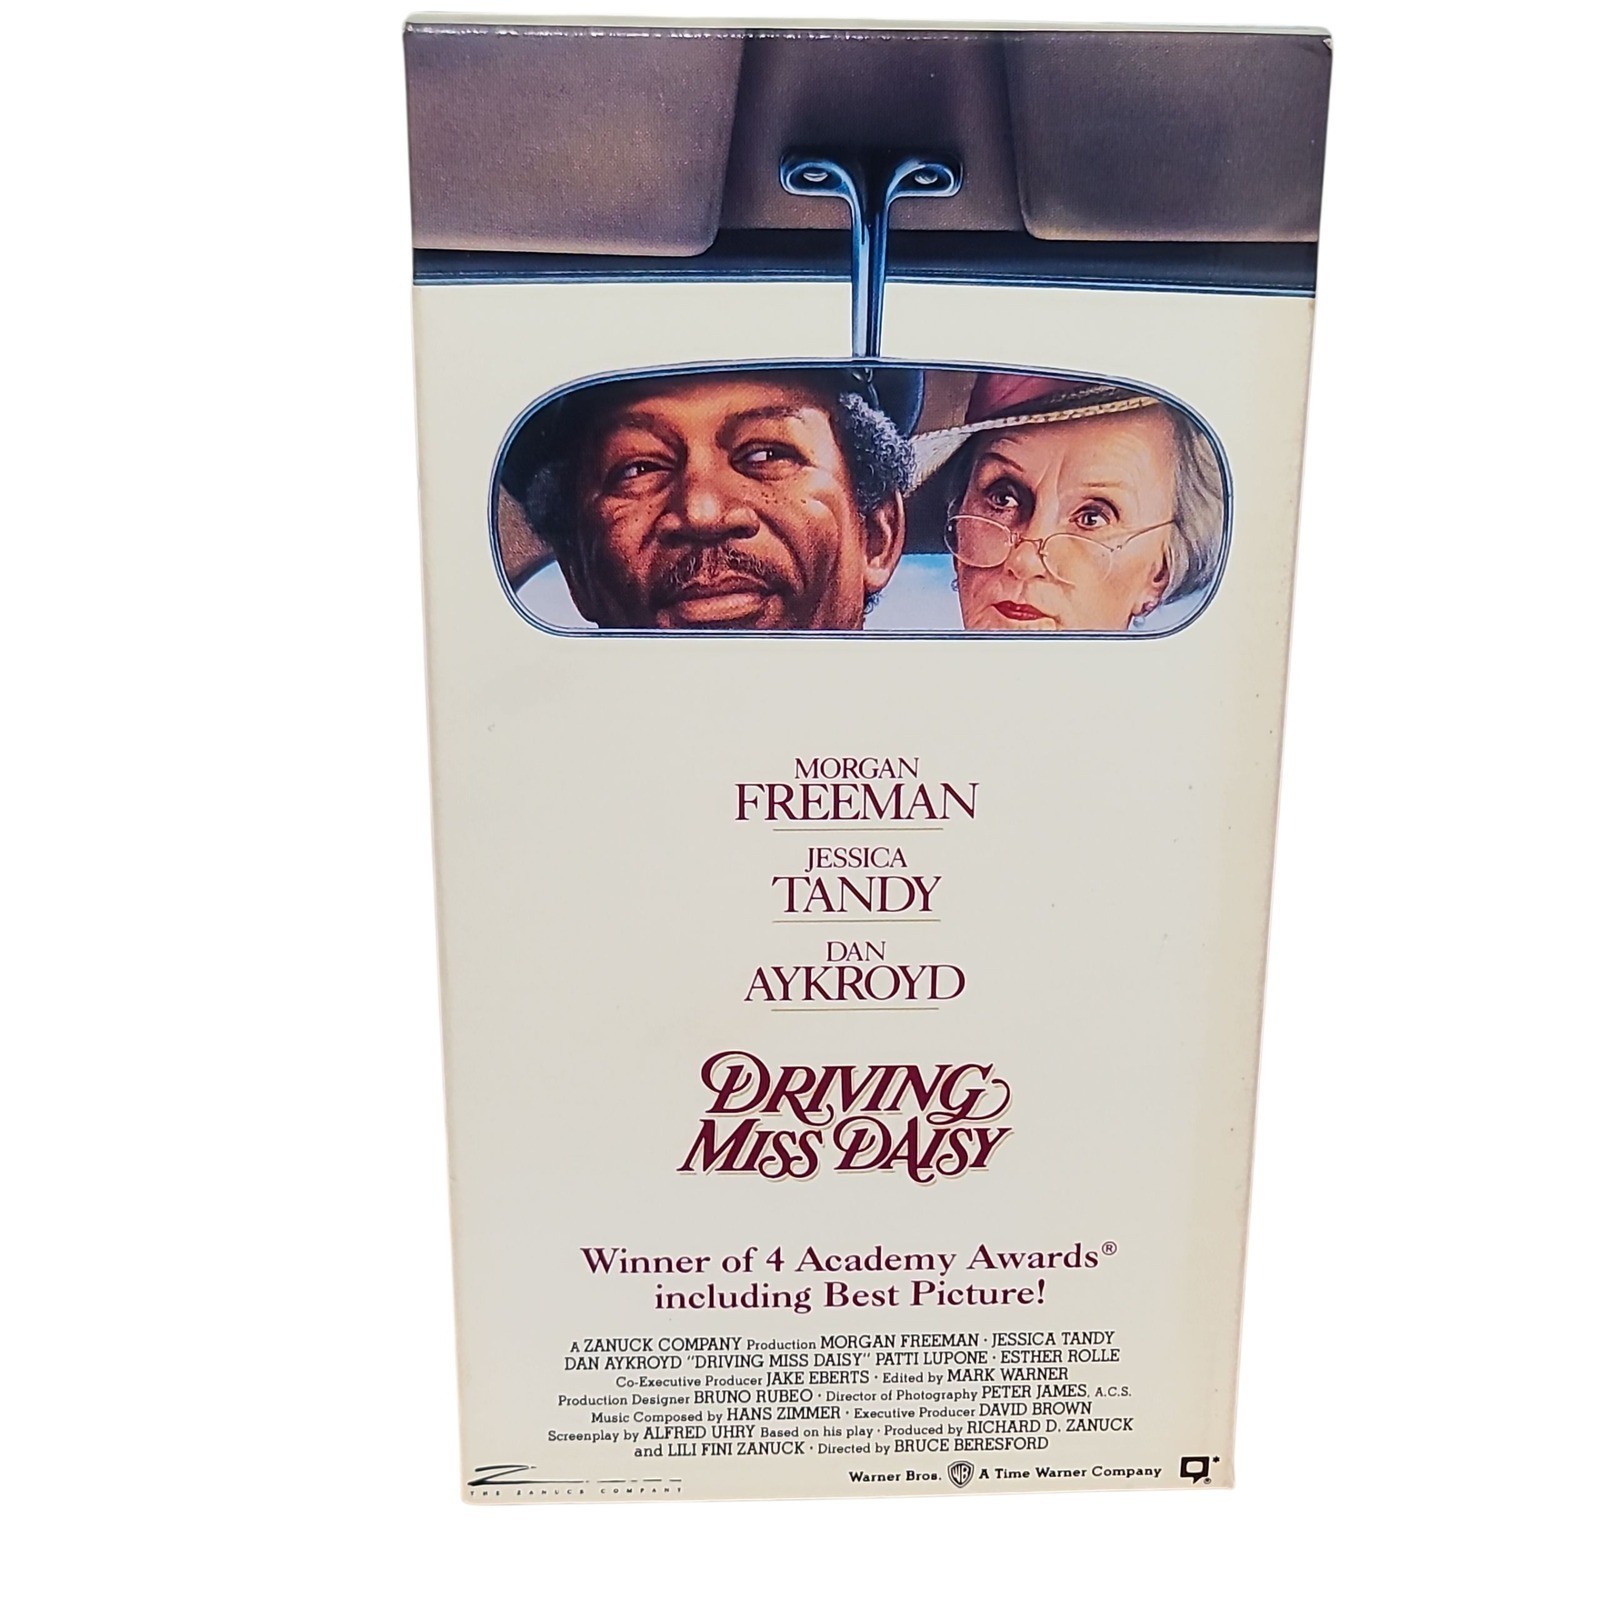 MORGAN
FREEMAN
JESSICA
TANDY
DAN
AYKROYD
DRIVING
MISS DAISY
Winner of 4 Academy Awards®
including Best Picture!
A ZANUCK COMPANY Production MORGAN FREEMAN · JESSICA TANDY
DAN AYKROYD "DRIVING MISS DAISY" PATTI LUPONE · ESTHER ROLLE
Co-Executive Producer JAKE EBERTS · Edited by MARK WARNER
Production Designer BRUNO RUBEO · Director of Photography PETER JAMES, A.C.S.
Music Composed by HANS ZIMMER · Executive Producer DAVID BROWN
Screenplay by ALFRED UHRY Based on his play · Produced by RICHARD D. ZANUCK
and LILI FINI ZANUCK · Directed by BRUCE BERESFORD
Z
THE ZANUCK COMPANY
Warner Bros. WB A Time Warner Company